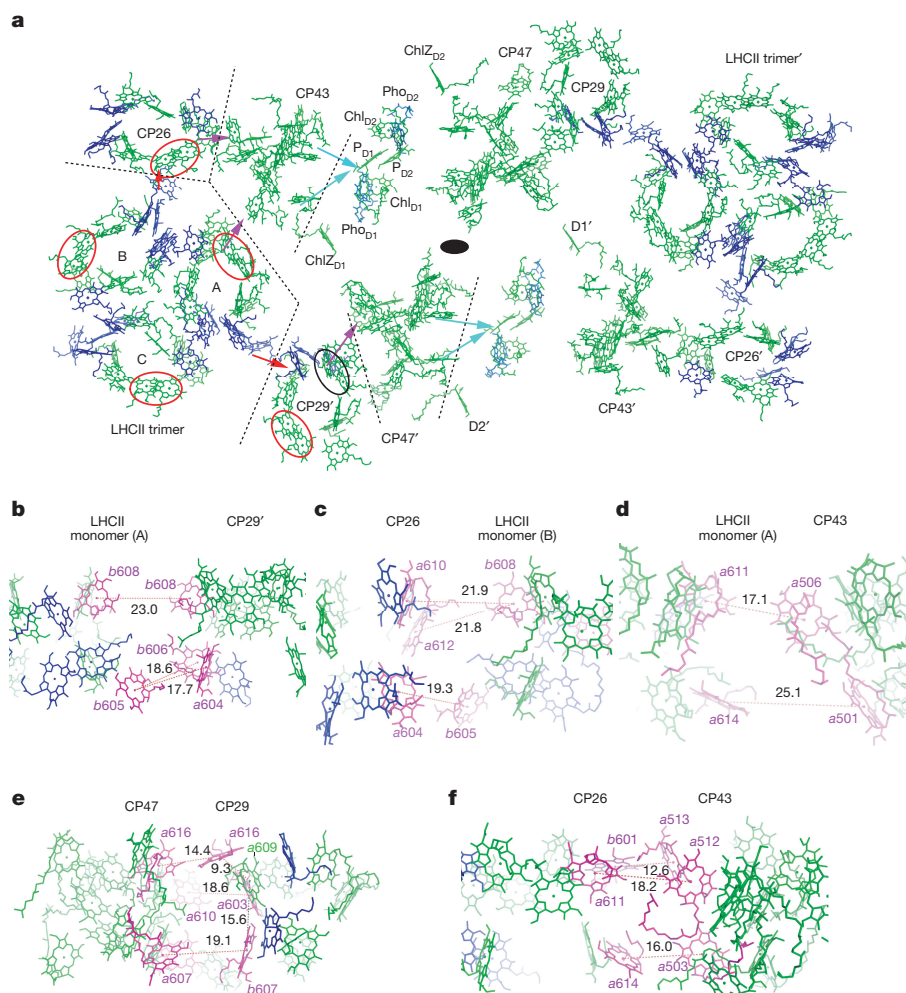 a
ChlZD2
CP47
LHCII trimer′
CP43
PhoD2
CP29
ChlD2
CP26
PD1
PD2
B
ChlD1
PhoD1
D1′
A
ChlZD1
C
CP26′
CP29′
CP43′
LHCII trimer
CP47′
D2′
b
c
d
LHCII
monomer (A)
CP29′
CP26
LHCII
monomer (B)
LHCII
monomer (A)
CP43
b608
b608
23.0
b606
18.6
17.7
b605
a604
a610
b608
21.9
21.8
a612
19.3
a604
b605
a611
a506
17.1
25.1
a614
a501
e
f
CP47
CP29
a616
a616
14.4
a609
9.3
18.6
a603
a610
15.6
19.1
a607
b607
CP26
CP43
a513
b601
a512
12.6
18.2
a611
16.0
a503
a614